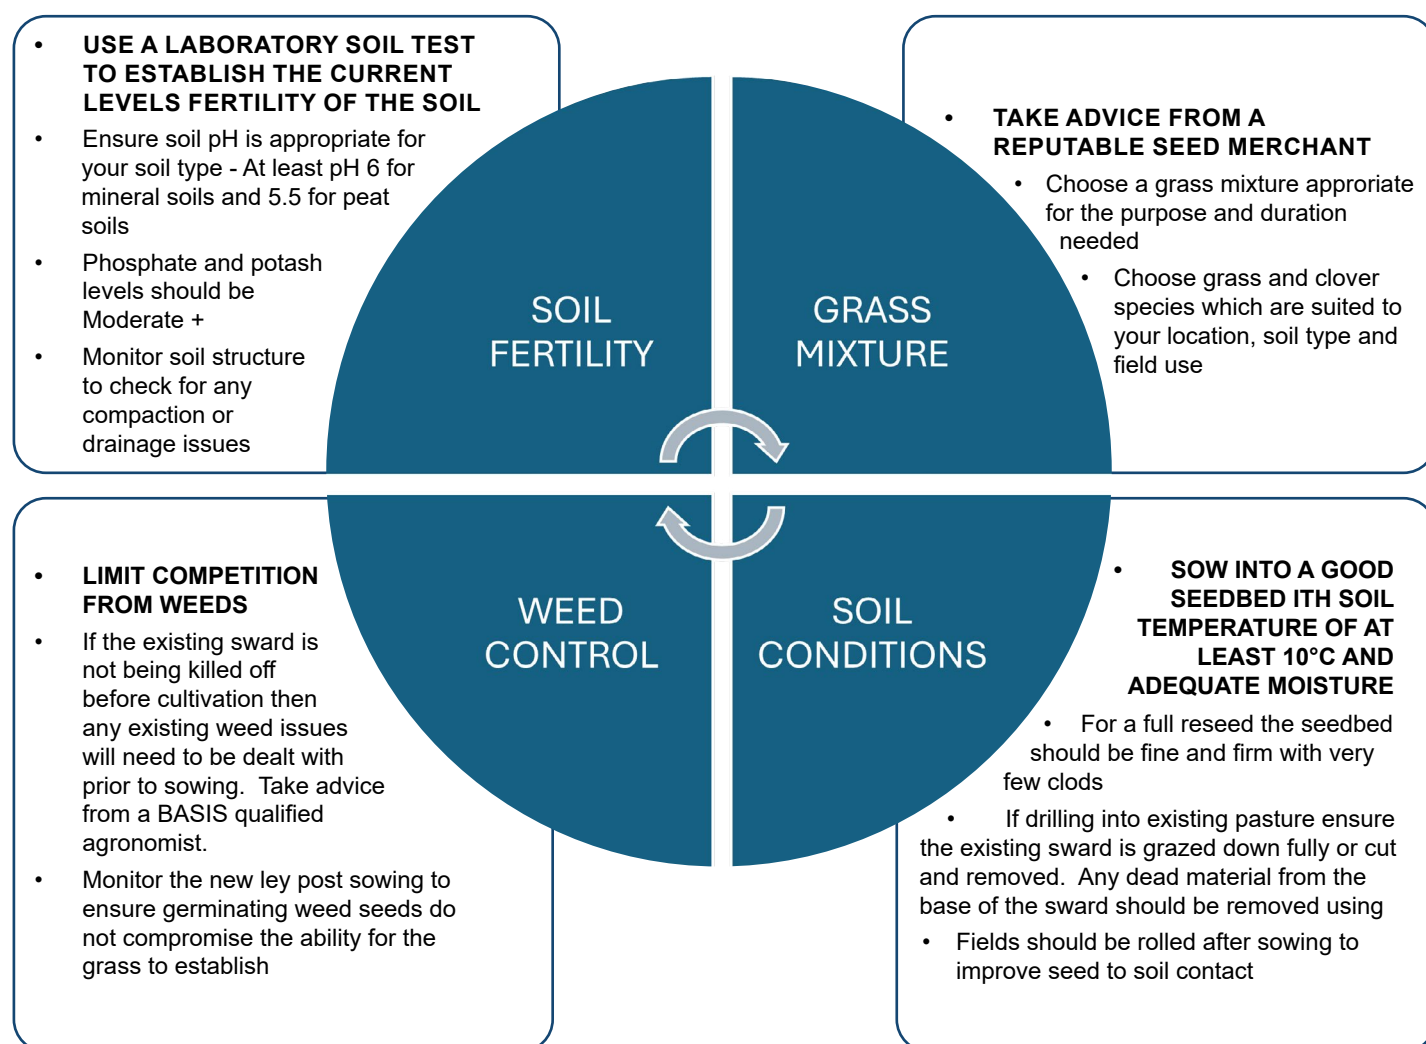 • USE A LABORATORY SOIL TEST
TO ESTABLISH THE CURRENT
LEVELS FERTILITY OF THE SOIL
• Ensure soil pH is appropriate for
your soil type - At least pH 6 for
mineral soils and 5.5 for peat
soils
• Phosphate and potash
levels should be
Moderate +
• Monitor soil structure
to check for any
compaction or
drainage issues
SOIL
FERTILITY
GRASS
MIXTURE
• TAKE ADVICE FROM A
REPUTABLE SEED MERCHANT
• Choose a grass mixture approriate
for the purpose and duration
needed
• Choose grass and clover
species which are suited to
your location, soil type and
field use
• LIMIT COMPETITION
FROM WEEDS
• If the existing sward is
not being killed off
before cultivation then
any existing weed issues
will need to be dealt with
prior to sowing. Take advice
from a BASIS qualified
agronomist.
• Monitor the new ley post sowing to
ensure germinating weed seeds do
not compromise the ability for the
grass to establish
WEED
CONTROL
SOIL
CONDITIONS
• SOW INTO A GOOD
SEEDBED ITH SOIL
TEMPERATURE OF AT
LEAST 10°C AND
ADEQUATE MOISTURE
• For a full reseed the seedbed
should be fine and firm with very
few clods
• If drilling into existing pasture ensure
the existing sward is grazed down fully or cut
and removed. Any dead material from the
base of the sward should be removed using
• Fields should be rolled after sowing to
improve seed to soil contact